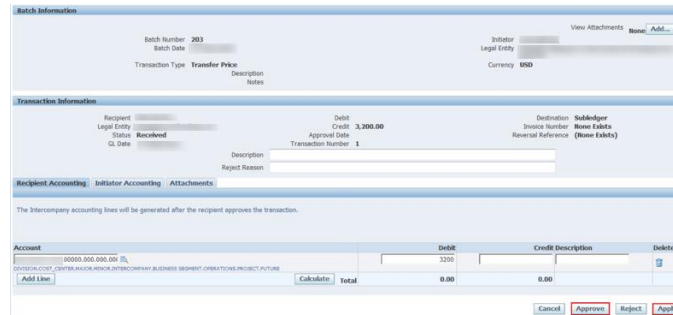 Batch Information
View Attachments None Add...
Batch Number 203
Initiator
Batch Date
Legal Entity
Transaction Type Transfer Price
Currency USD
Description
Notes
Transaction Information
Recipient
Debit
Destination Subledger
Legal Entity
Credit 3,200.00
Invoice Number None Exists
Status Received
Approval Date
Reversal Reference (None Exists)
GL Date
Transaction Number 1
Description
Reject Reason
Recipient Accounting Initiator Accounting Attachments
The Intercompany accounting lines will be generated after the recipient approves the transaction.
Account Debit Credit Description Delete
00000.000.000.000 3200
DIVISION.COST_CENTER.MAJOR.MINOR.INTERCOMPANY.BUSINESS SEGMENT.OPERATIONS.PROJECT.FUTURE
Add Line Calculate Total 0.00 0.00
Cancel Approve Reject Appl